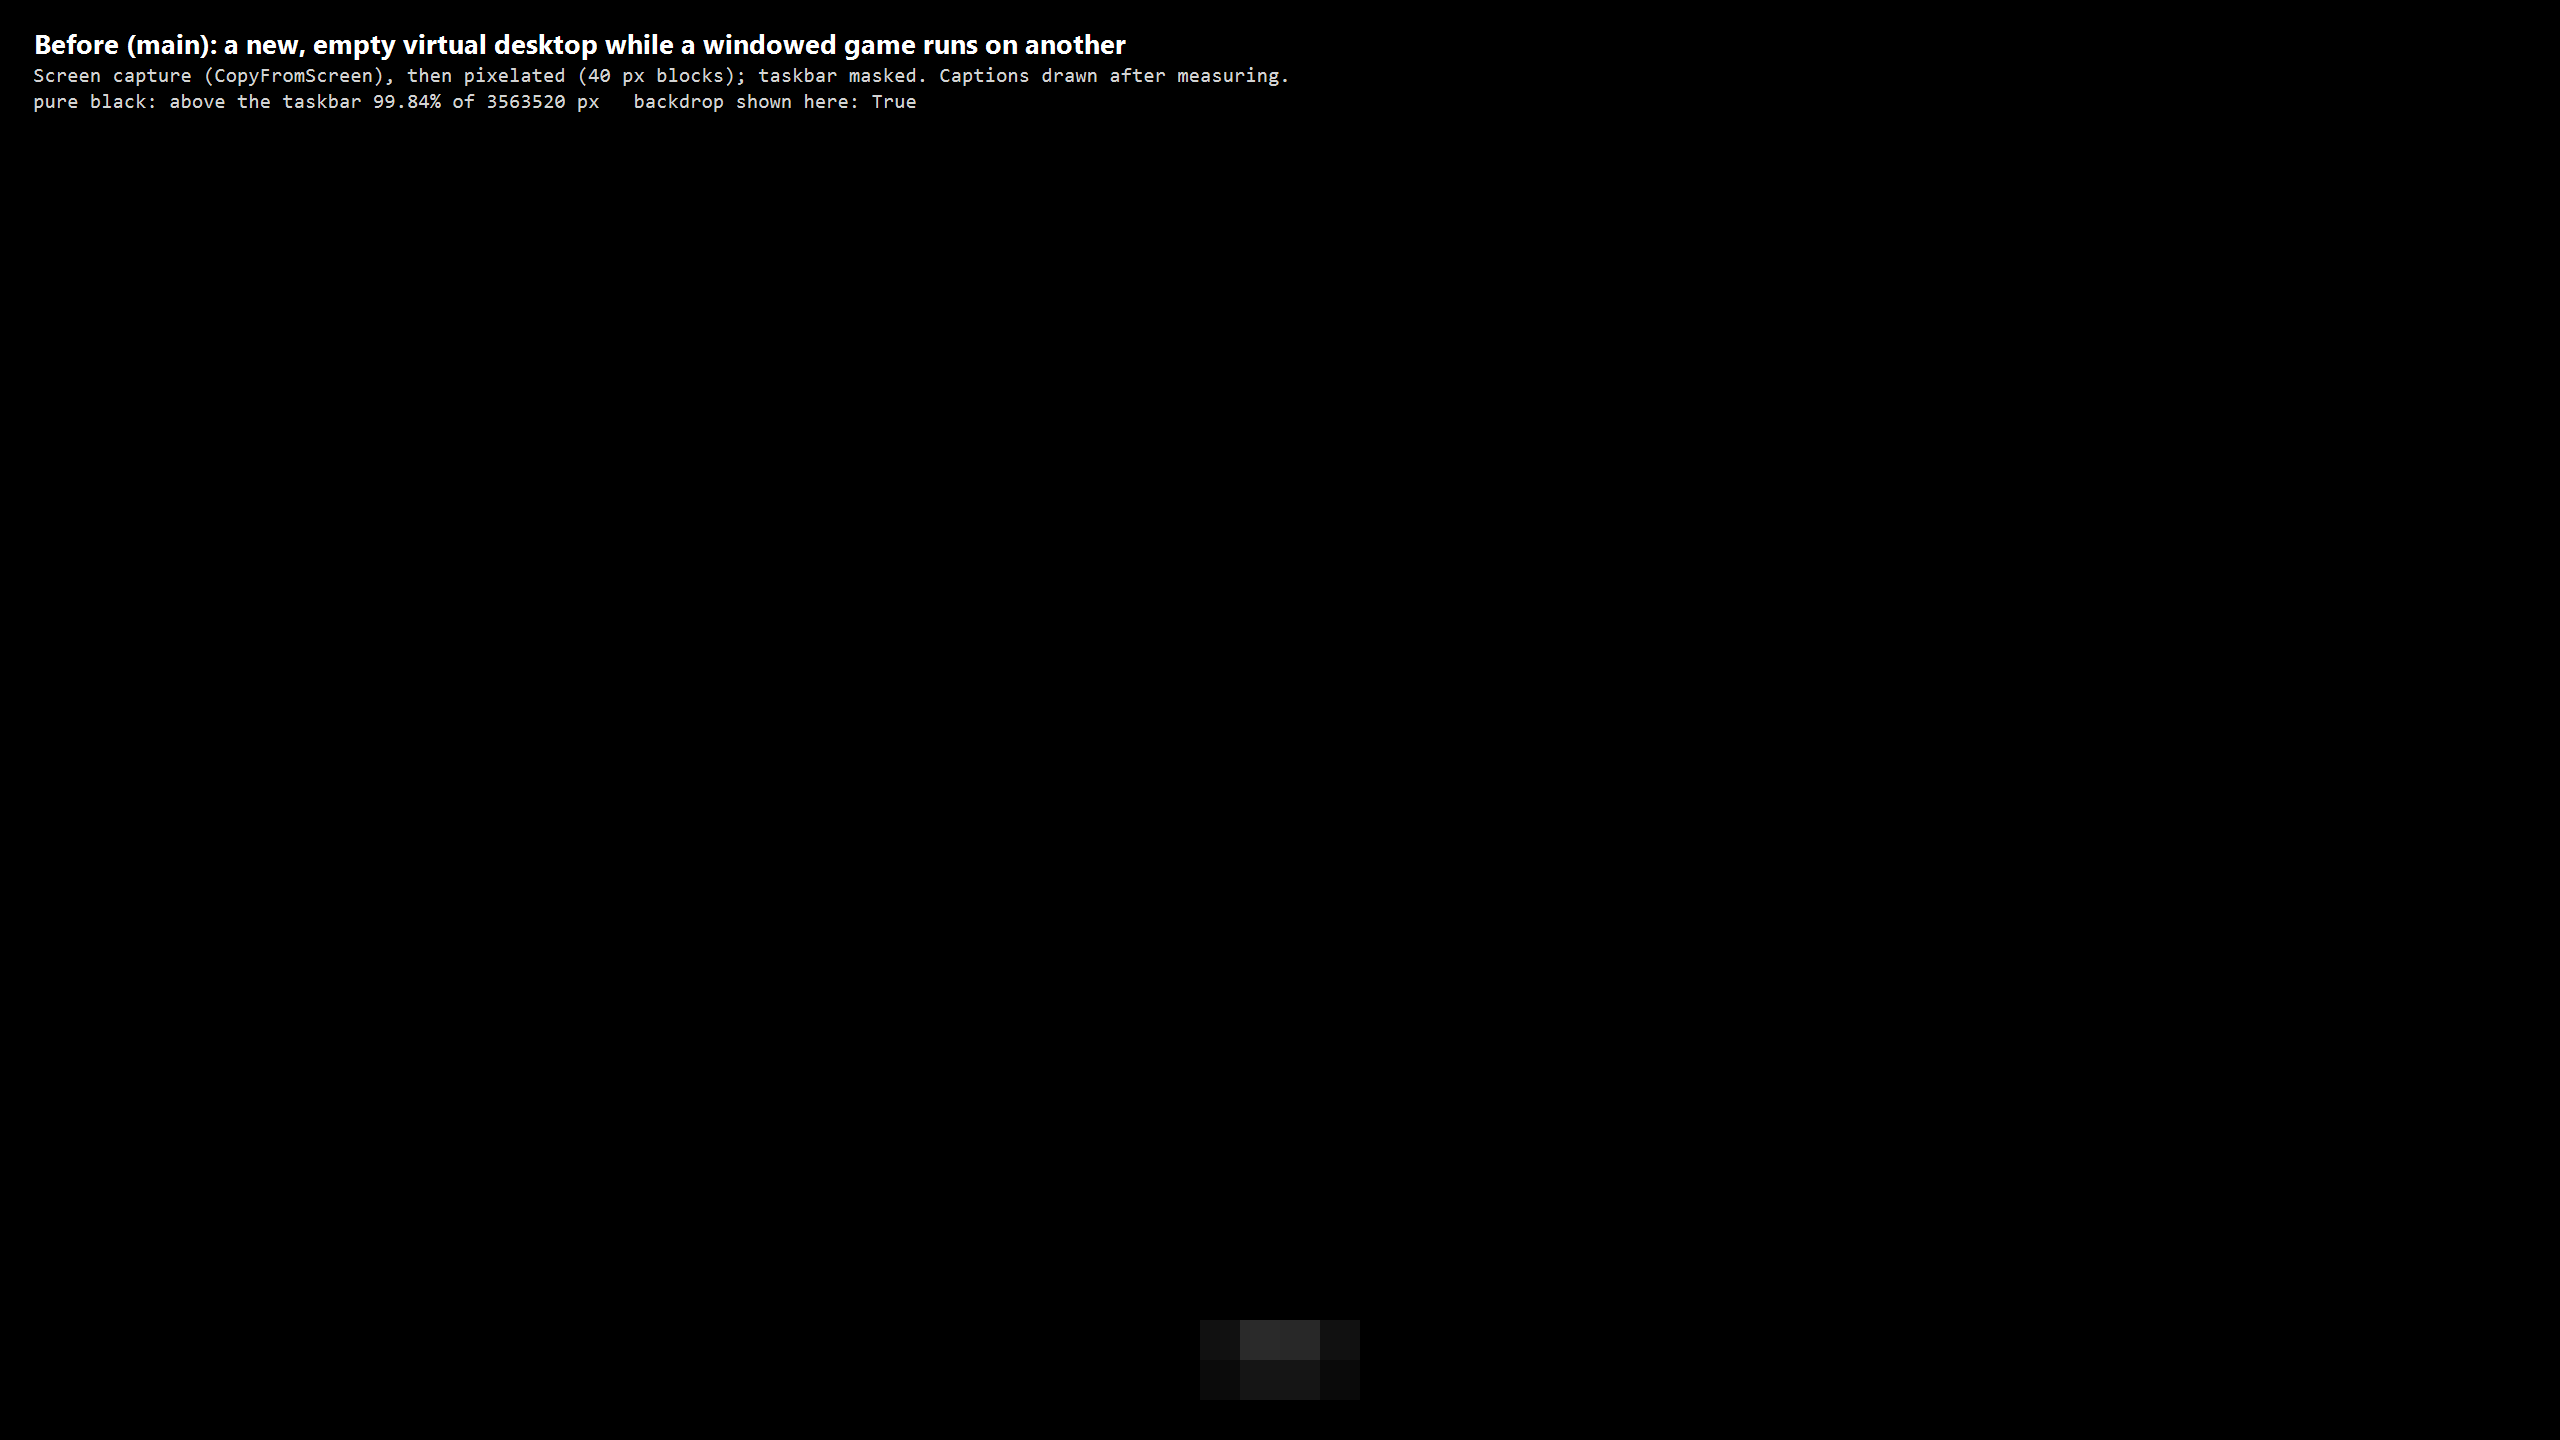 Before (main): a new, empty virtual desktop while a windowed game runs on another
Screen capture (CopyFromScreen), then pixelated (40 px blocks); taskbar masked. Captions drawn after measuring.
pure black: above the taskbar 99.84% of 3563520 px   backdrop shown here: True